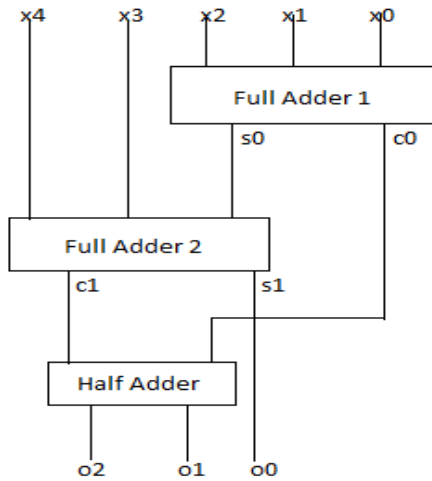 x4 x3 x2 x1 x0
Full Adder 1
s0 c0
Full Adder 2
c1 s1
Half Adder
o2 o1 o0